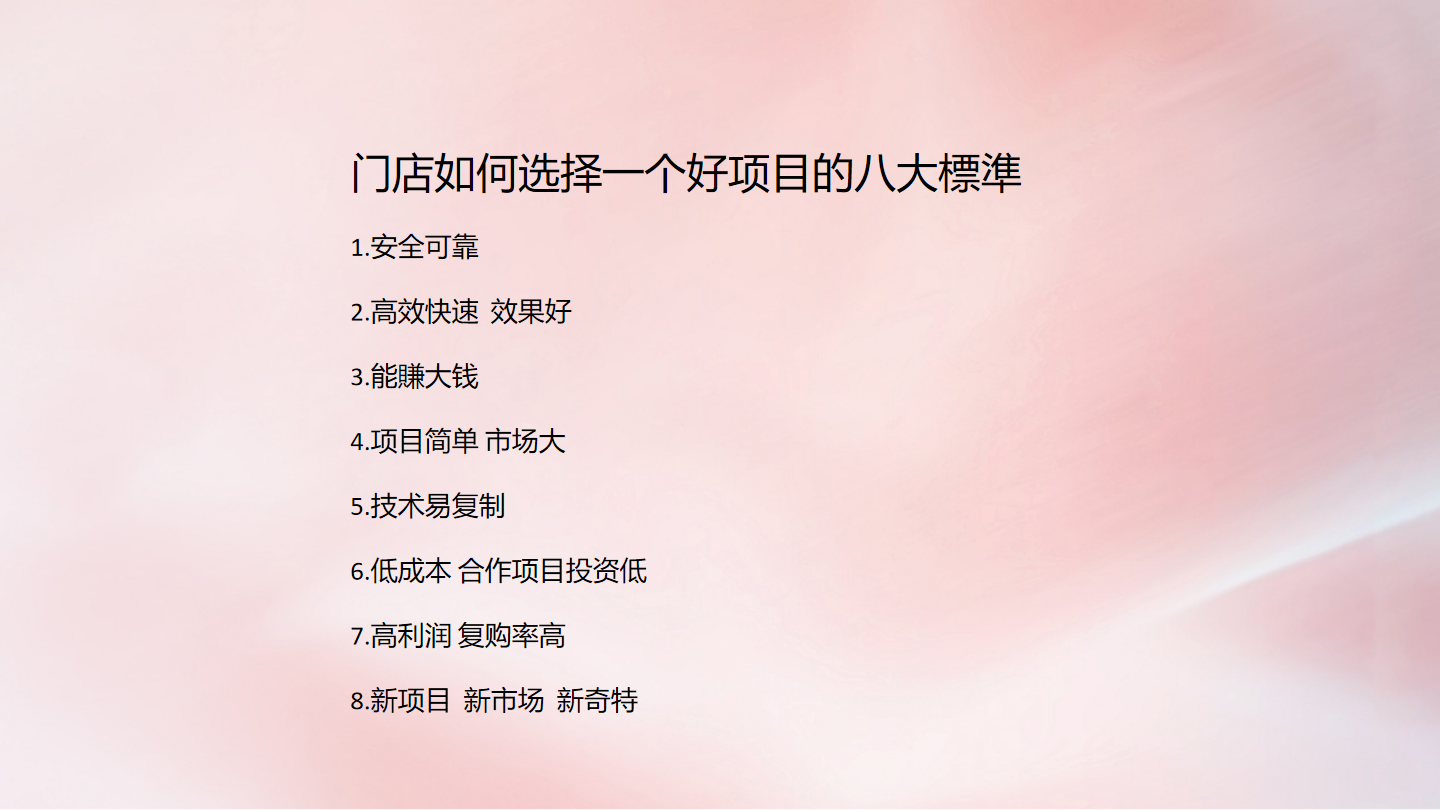 门店如何选择一个好项目的八大標準
1.安全可靠
2.高效快速 效果好
3.能賺大钱
4.项目简单 市场大
5.技术易复制
6.低成本 合作项目投资低
7.高利润 复购率高
8.新项目 新市场 新奇特